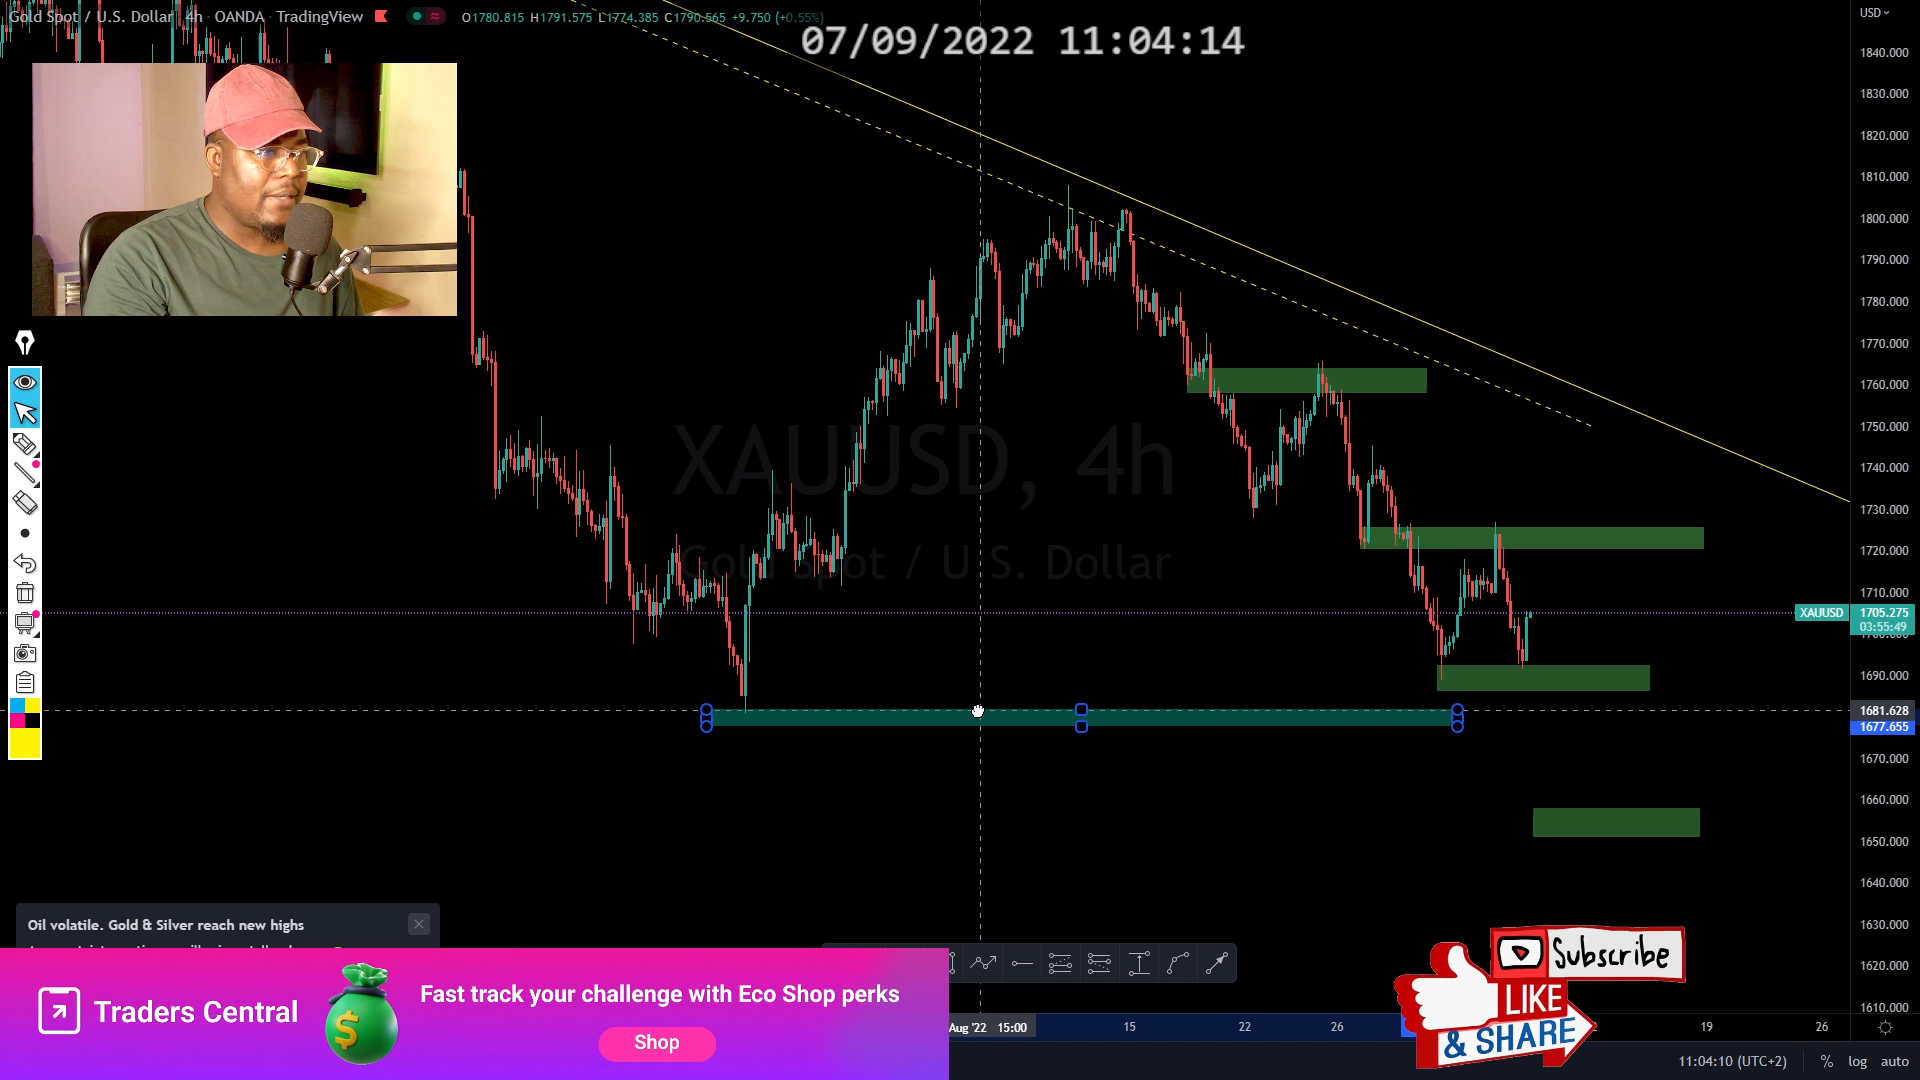 Gold Spot / U.S. Dollar · 4h · OANDA · TradingView
O1780.815 H1791.575 L1774.385 C1790.565 +9.750 (+0.55%)
07/09/2022 11:04:14
USD
1840.000
1830.000
1820.000
1810.000
1800.000
1790.000
1780.000
1770.000
1760.000
1750.000
1740.000
1730.000
1720.000
1710.000
XAUUSD
1705.275
03:55:49
1700.000
1690.000
1681.628
1677.655
1670.000
1660.000
1650.000
1640.000
1630.000
1620.000
1610.000
XAUUSD, 4h
Gold Spot / U.S. Dollar
Oil volatile. Gold & Silver reach new highs
Traders Central
Fast track your challenge with Eco Shop perks
Shop
Subscribe
LIKE
& SHARE
Aug '22 15:00
15
22
26
19
26
11:04:10 (UTC+2)
%
log
auto